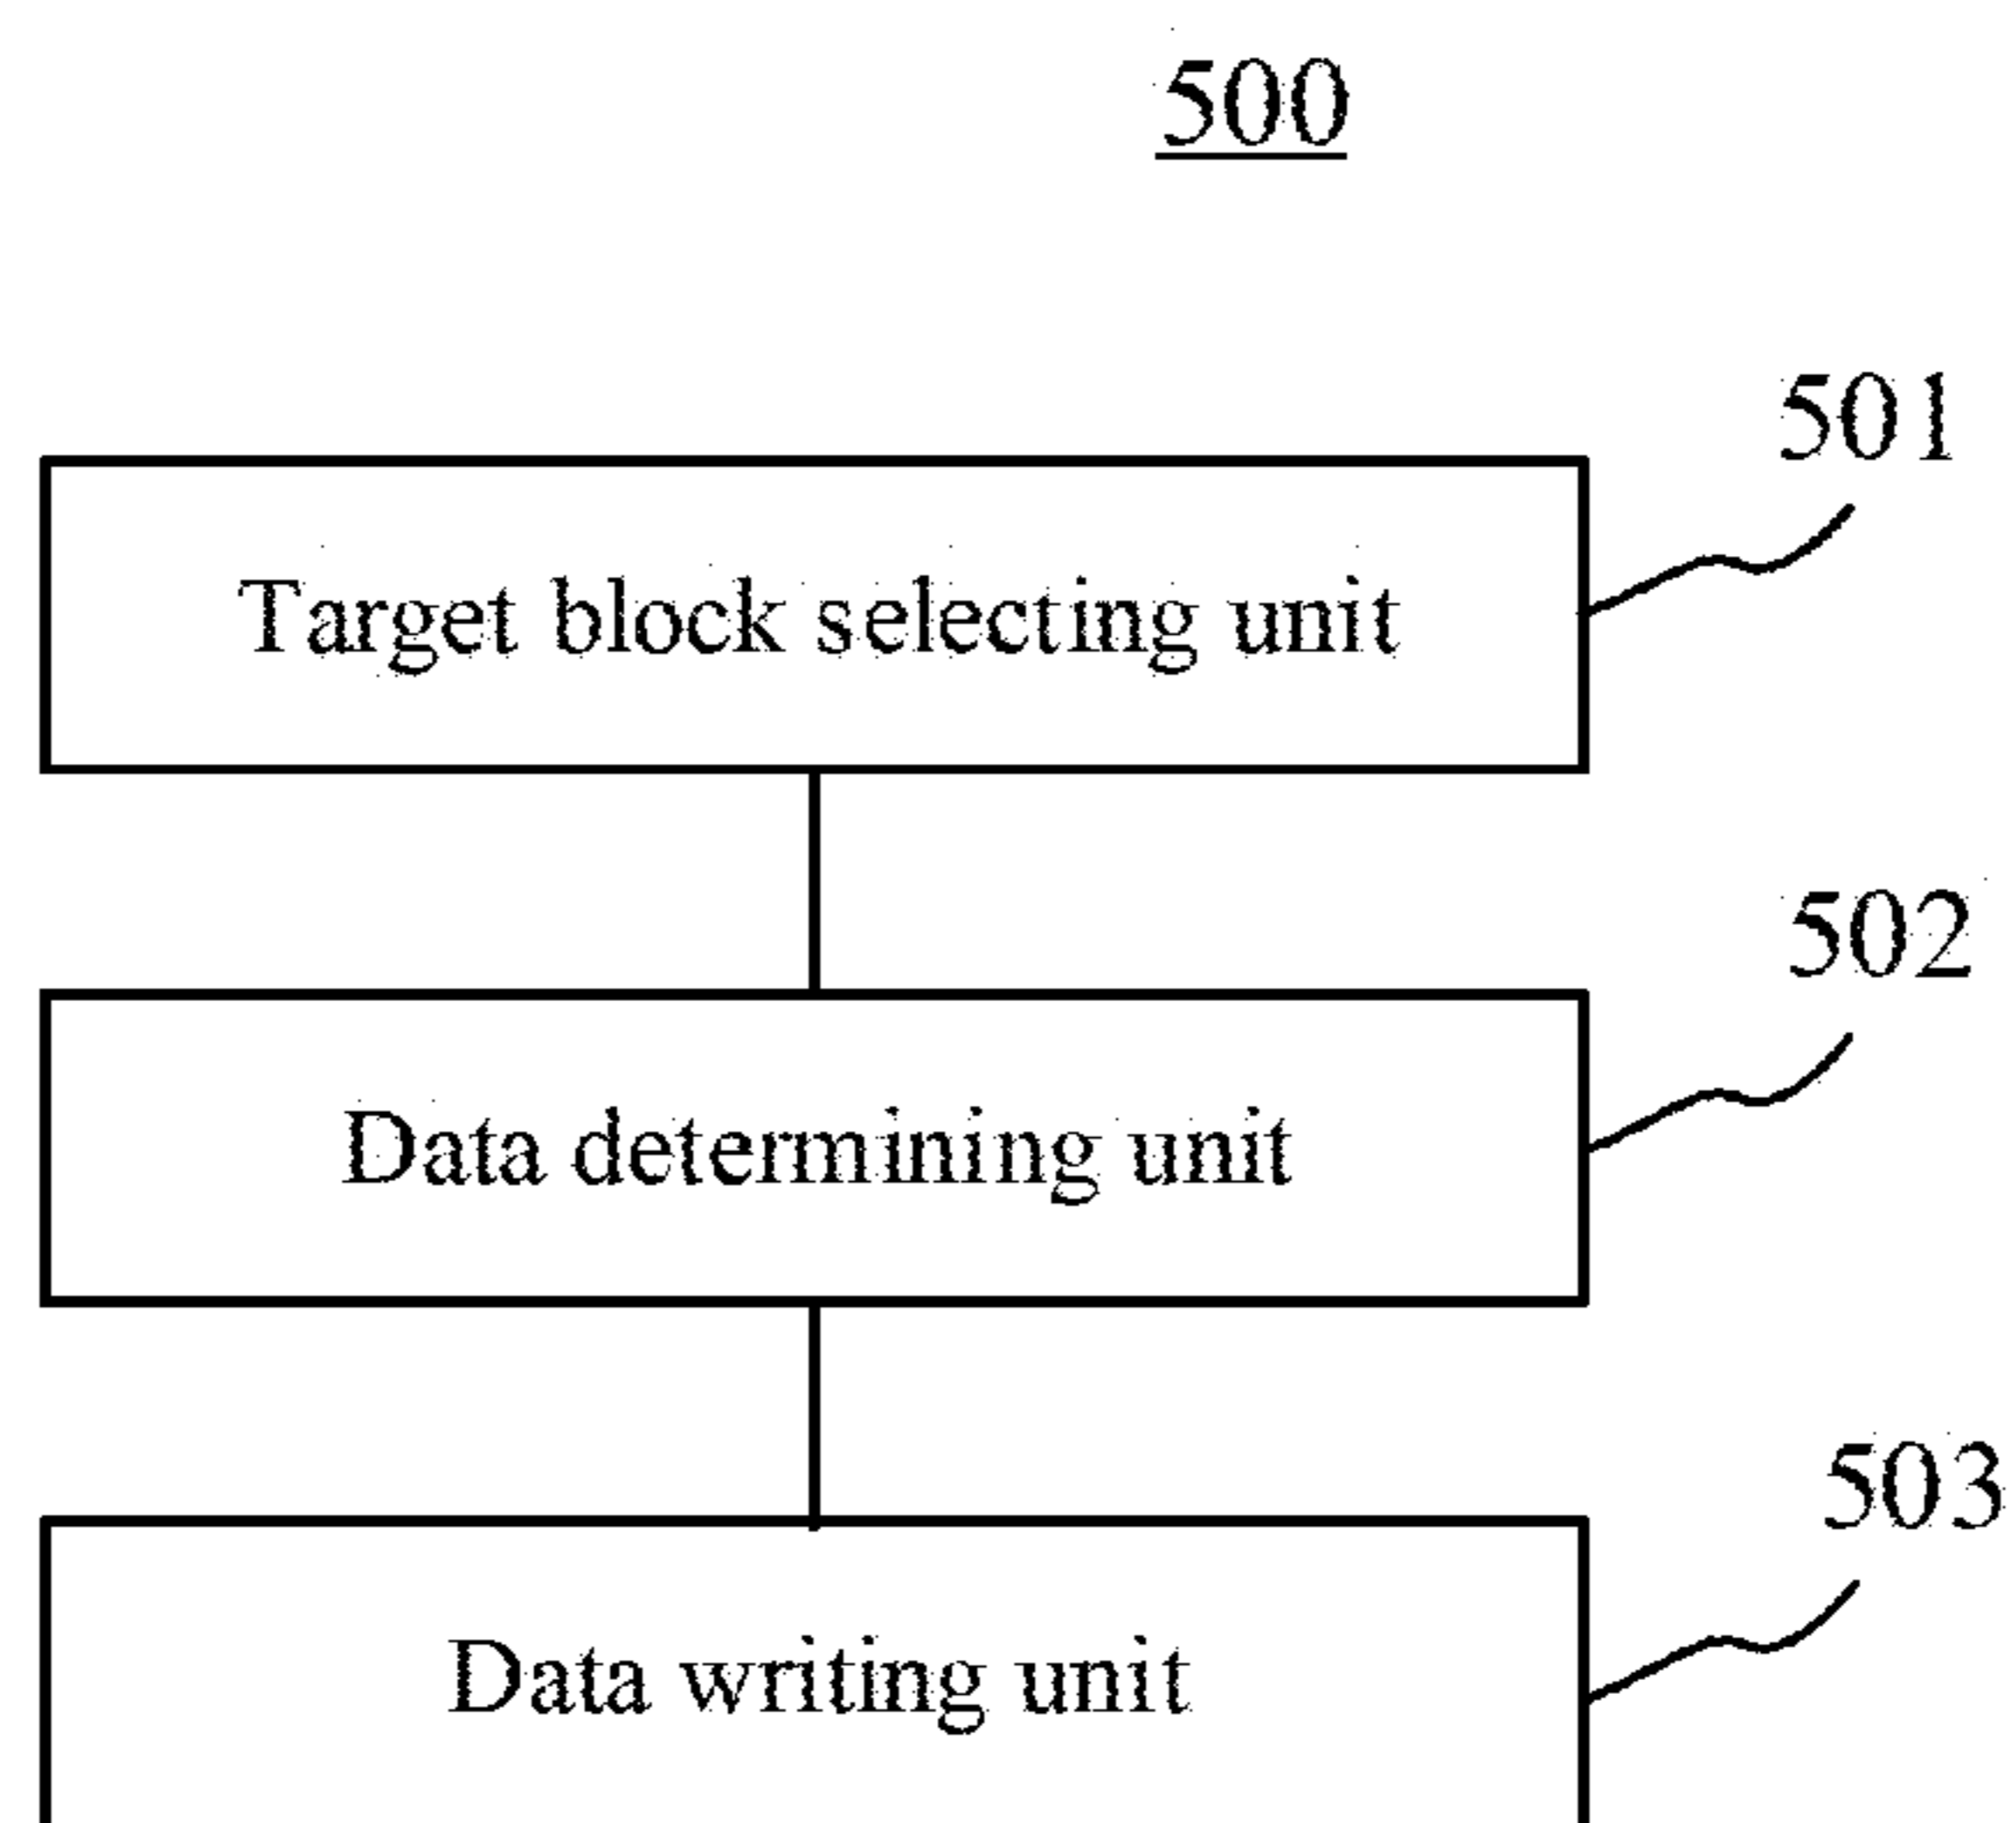 500
501
Target block selecting unit
502
Data determining unit
503
Data writing unit